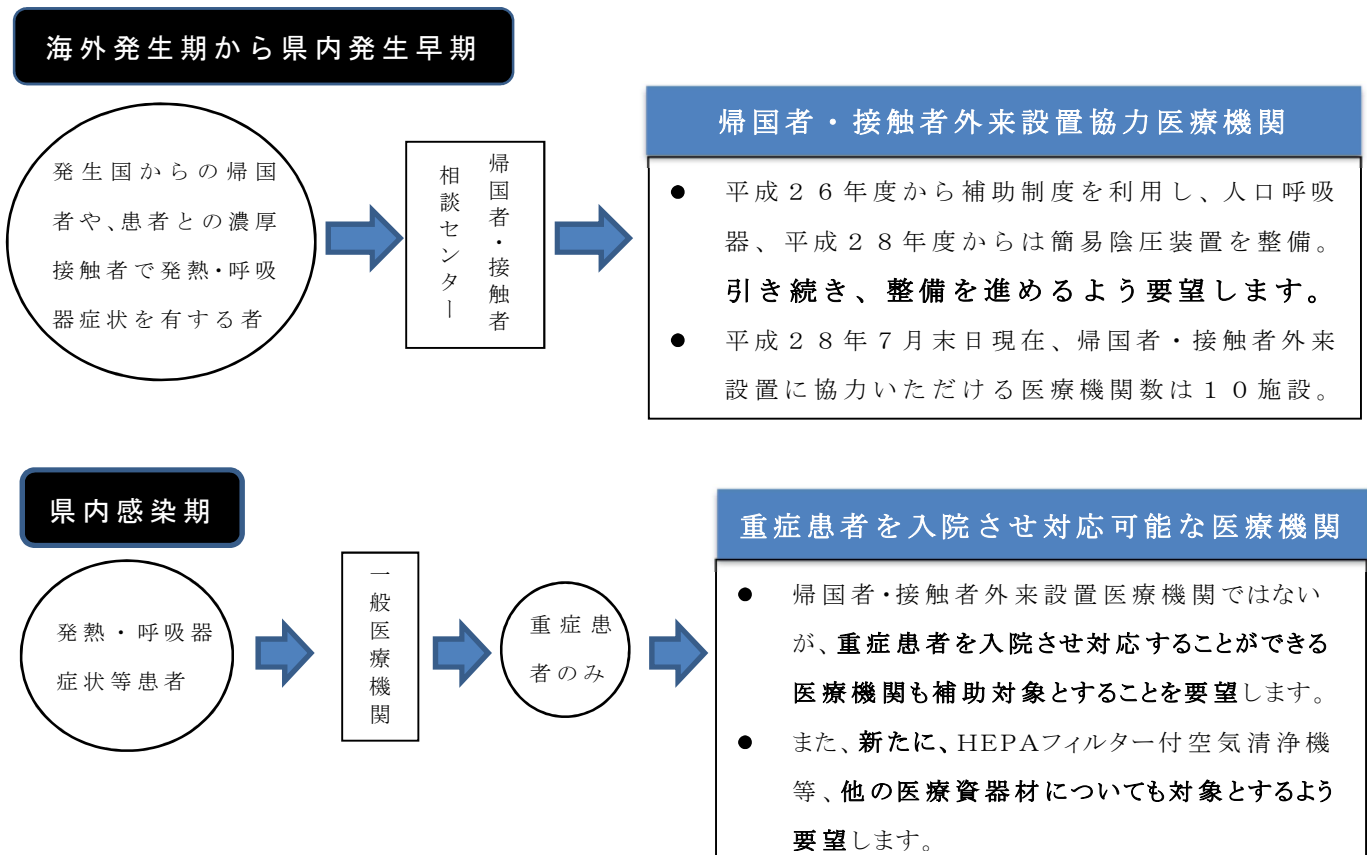 海外発生期から県内発生早期
発生国からの帰国
者や、患者との濃厚
接触者で発熱・呼吸
器症状を有する者
帰国者・接触者
相談センター
帰国者・接触者外来設置協力医療機関
● 平成２６年度から補助制度を利用し、人口呼吸
器、平成２８年度からは簡易陰圧装置を整備。
引き続き、整備を進めるよう要望します。
● 平成２８年７月末日現在、帰国者・接触者外来
設置に協力いただける医療機関数は１０施設。
県内感染期
発熱・呼吸器
症状等患者
一般医療機関
重症患
者のみ
重症患者を入院させ対応可能な医療機関
● 帰国者・接触者外来設置医療機関ではない
が、重症患者を入院させ対応することができる
医療機関も補助対象とすることを要望します。
● また、新たに、HEPAフィルター付空気清浄機
等、他の医療資器材についても対象とするよう
要望します。